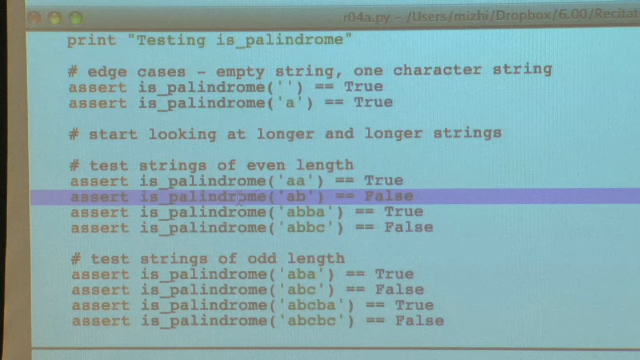 r04a.py – /Users/mizhi/Dropbox/6.00/Recitat
print "Testing is_palindrome"
# edge cases - empty string, one character string
assert is_palindrome('') == True
assert is_palindrome('a') == True
# start looking at longer and longer strings
# test strings of even length
assert is_palindrome('aa') == True
assert is_palindrome('ab') == False
assert is_palindrome('abba') == True
assert is_palindrome('abbc') == False
# test strings of odd length
assert is_palindrome('aba') == True
assert is_palindrome('abc') == False
assert is_palindrome('abcba') == True
assert is_palindrome('abcbc') == False